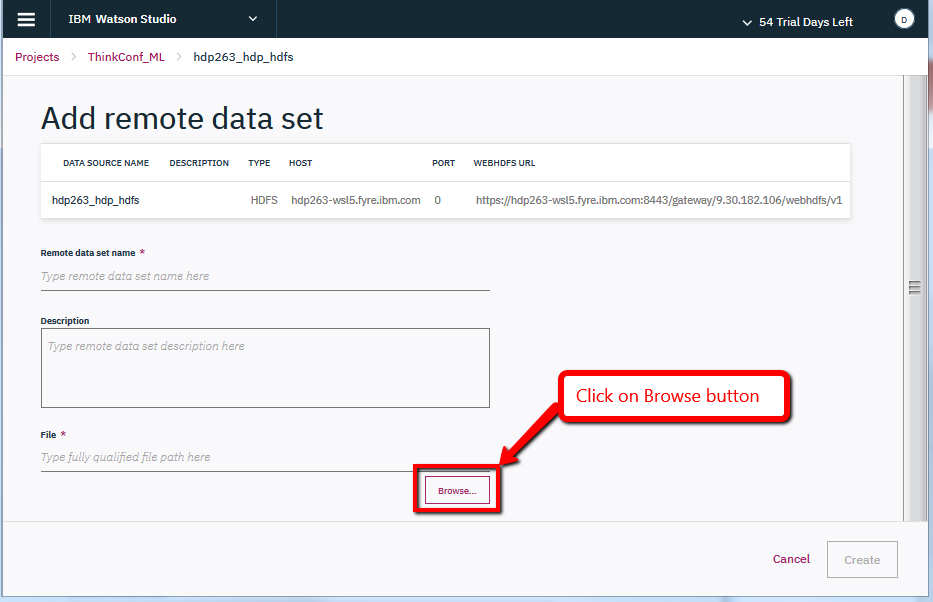 IBM Watson Studio
54 Trial Days Left
D
Projects > ThinkConf_ML > hdp263_hdp_hdfs
Add remote data set
DATA SOURCE NAME DESCRIPTION TYPE HOST PORT WEBHDFS URL
hdp263_hdp_hdfs HDFS hdp263-wsl5.fyre.ibm.com 0 https://hdp263-wsl5.fyre.ibm.com:8443/gateway/9.30.182.106/webhdfs/v1
Remote data set name *
Type remote data set name here
Description
Type remote data set description here
Click on Browse button
File *
Type fully qualified file path here
Browse...
Cancel
Create